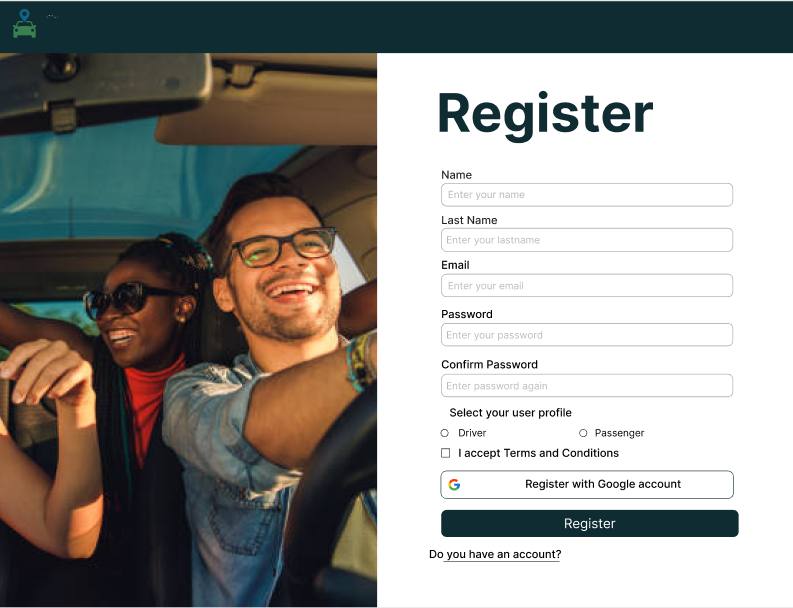 Register
Name
Enter your name
Last Name
Enter your lastname
Email
Enter your email
Password
Enter your password
Confirm Password
Enter password again
Select your user profile
Driver Passenger
I accept Terms and Conditions
Register with Google account
Register
Do you have an account?